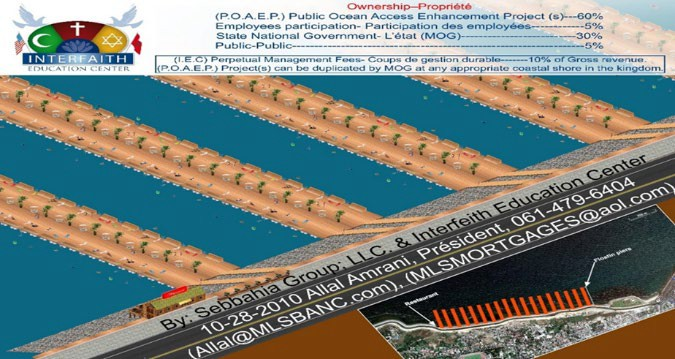 Ownership–Propriété
(P.O.A.E.P.) Public Ocean Access Enhancement Project (s)---60%
Employees participation- Participation des employées-----------5%
State National Government- L'état (MOG)-----------------------30%
Public-Public-----------------------------------------------------5%
(I.E.C) Perpetual Management Fees- Coups de gestion durable-------10% of Gross revenue.
(P.O.A.E.P.) Project(s) can be duplicated by MOG at any appropriate coastal shore in the kingdom.
INTERFAITH
EDUCATION CENTER
By: Sebbahia Group; LLC. & Interfeith Education Center
10-28-2010 Allal Amrani, Président, 061-479-6404
(Allal@MLSBANC.com), (MLSMORTGAGES@aol.com)
Restaurant
Floatin piers